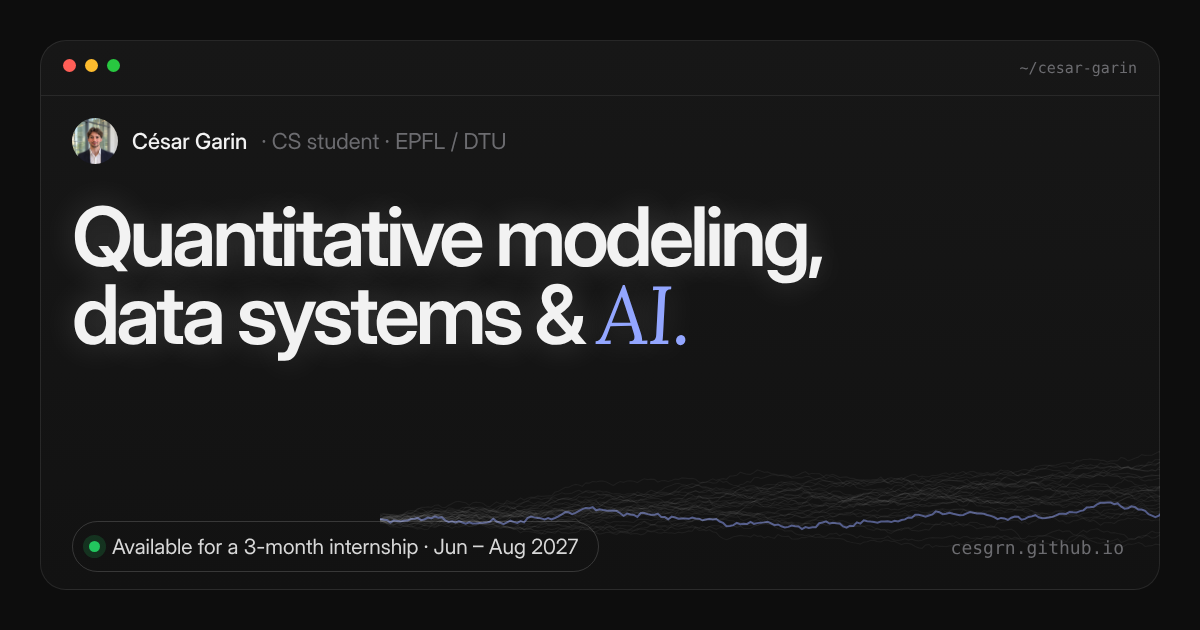 ~/cesar-garin
César Garin · CS student · EPFL / DTU
Quantitative modeling,
data systems & AI.
Available for a 3-month internship · Jun – Aug 2027
cesgrn.github.io